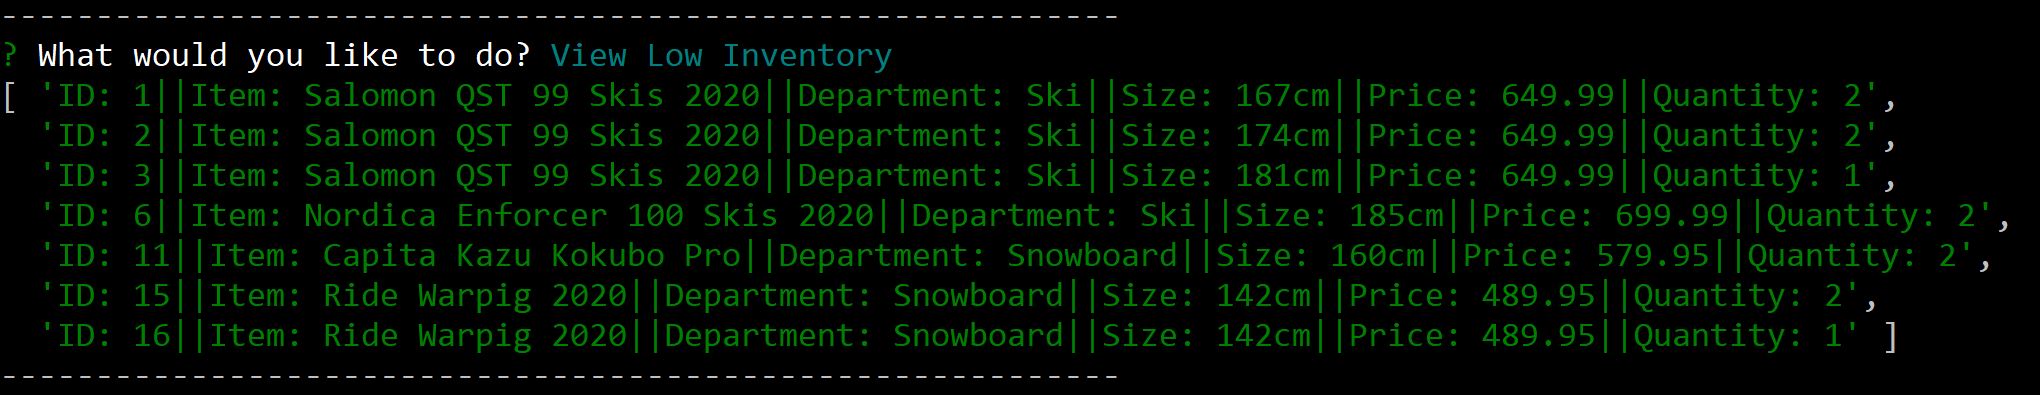 -----------------------------------------------------------
? What would you like to do? View Low Inventory
[ 'ID: 1||Item: Salomon QST 99 Skis 2020||Department: Ski||Size: 167cm||Price: 649.99||Quantity: 2',
  'ID: 2||Item: Salomon QST 99 Skis 2020||Department: Ski||Size: 174cm||Price: 649.99||Quantity: 2',
  'ID: 3||Item: Salomon QST 99 Skis 2020||Department: Ski||Size: 181cm||Price: 649.99||Quantity: 1',
  'ID: 6||Item: Nordica Enforcer 100 Skis 2020||Department: Ski||Size: 185cm||Price: 699.99||Quantity: 2',
  'ID: 11||Item: Capita Kazu Kokubo Pro||Department: Snowboard||Size: 160cm||Price: 579.95||Quantity: 2',
  'ID: 15||Item: Ride Warpig 2020||Department: Snowboard||Size: 142cm||Price: 489.95||Quantity: 2',
  'ID: 16||Item: Ride Warpig 2020||Department: Snowboard||Size: 142cm||Price: 489.95||Quantity: 1' ]
-----------------------------------------------------------